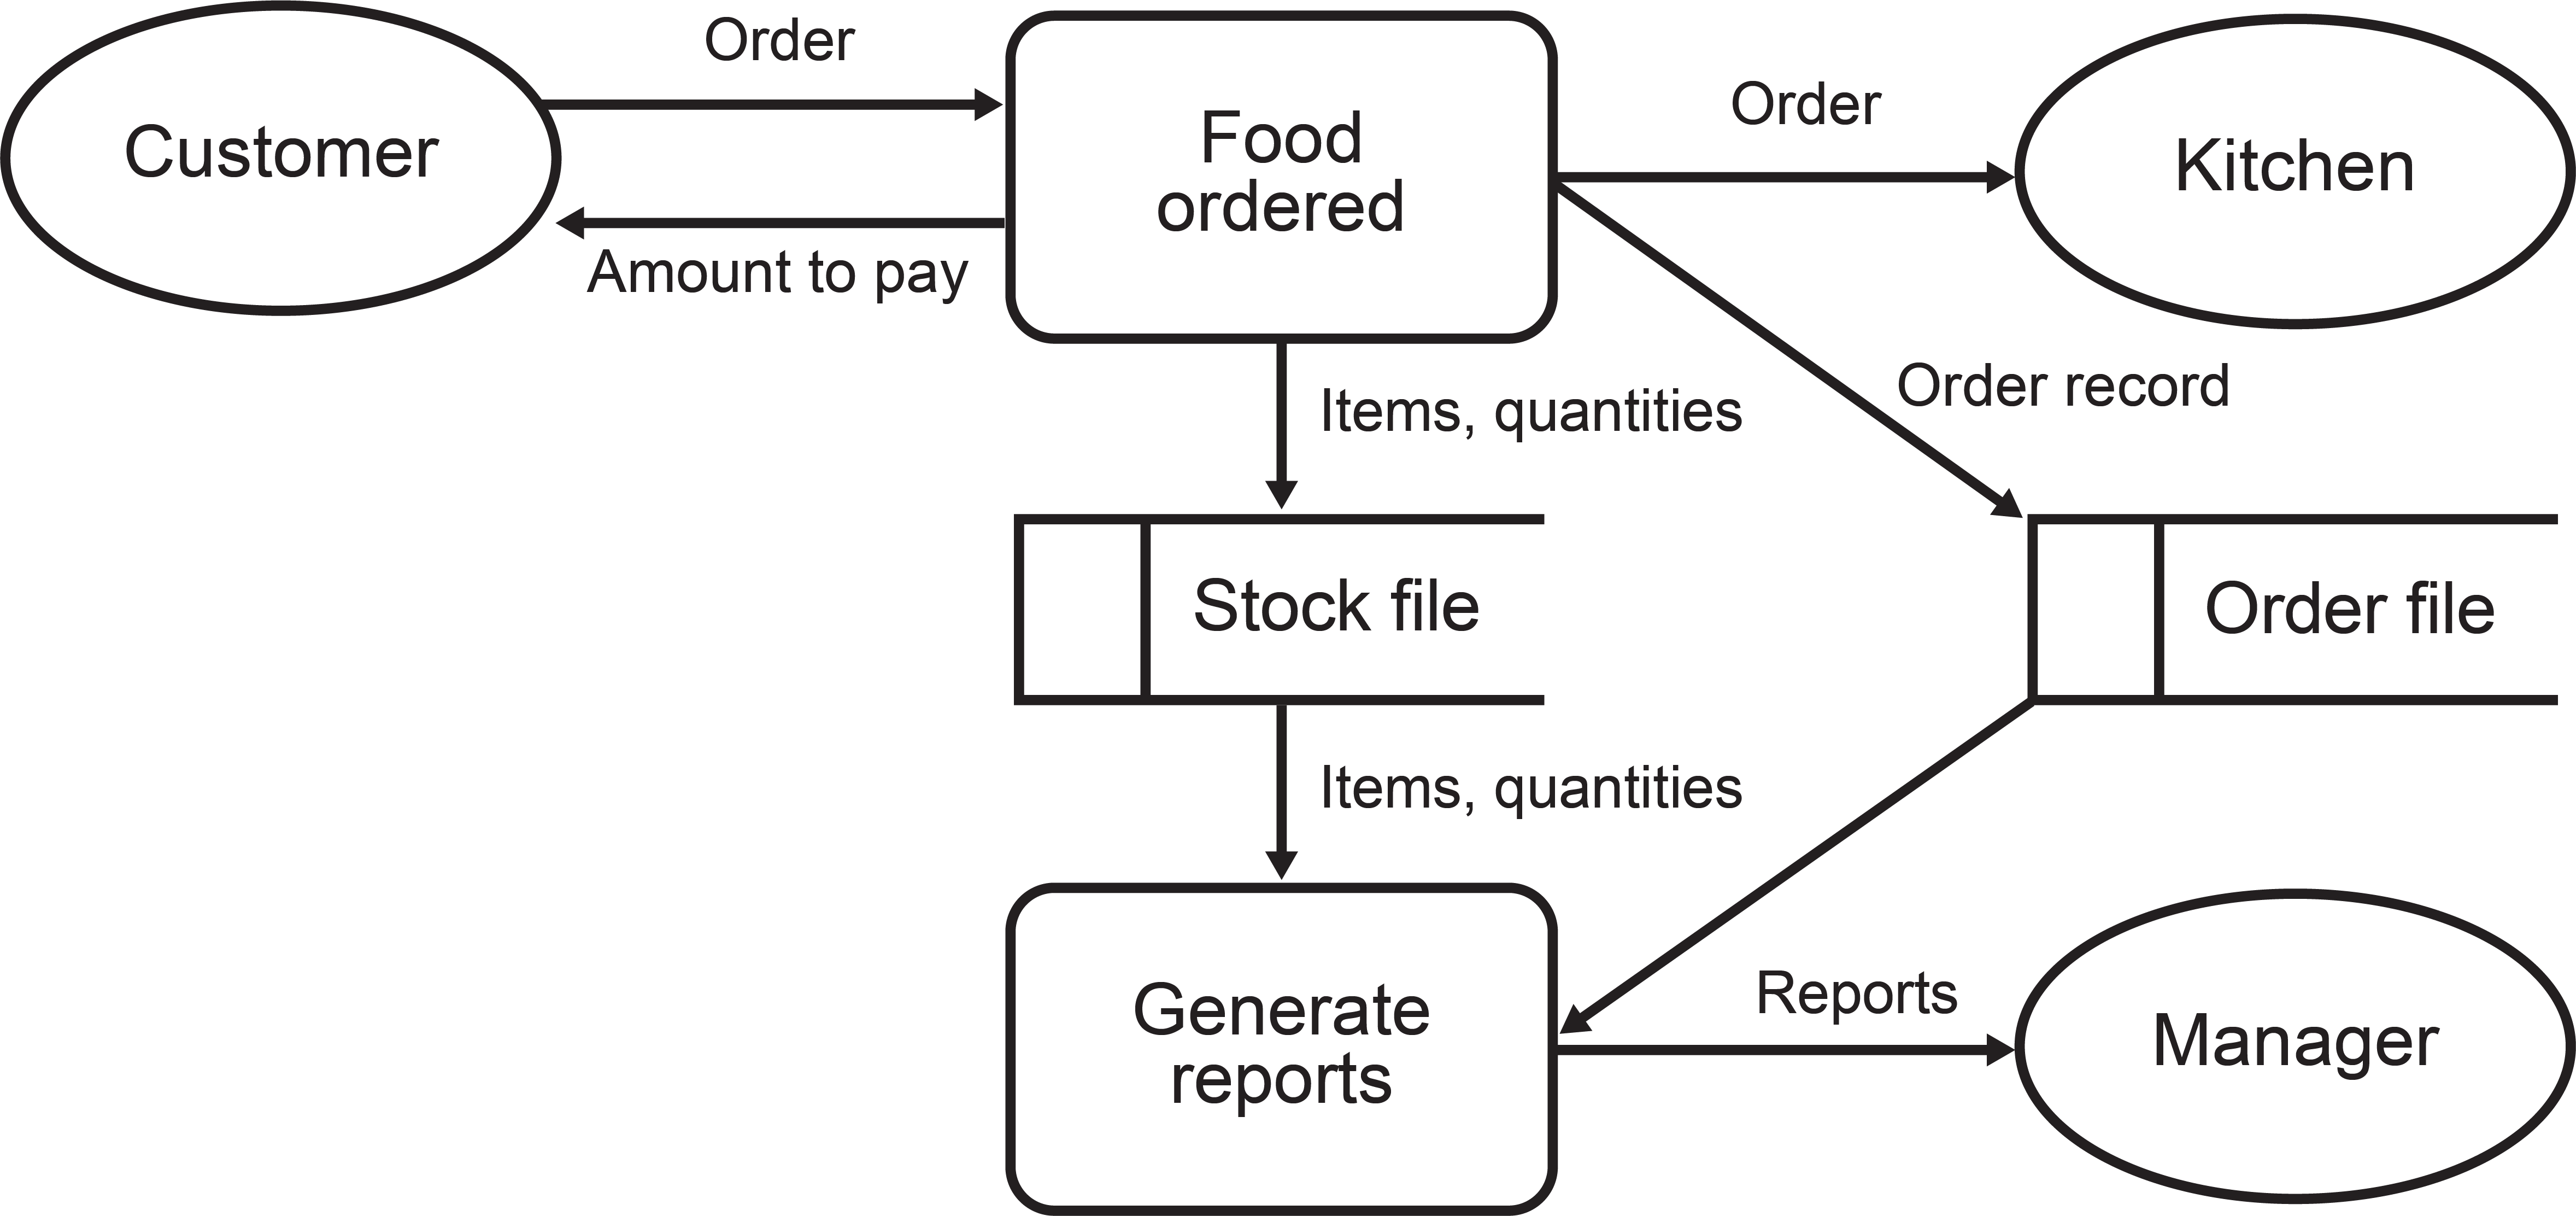 Order
Customer
Food
ordered
Order
Kitchen
Amount to pay
Items, quantities
Order record
Stock file
Order file
Items, quantities
Generate
reports
Reports
Manager